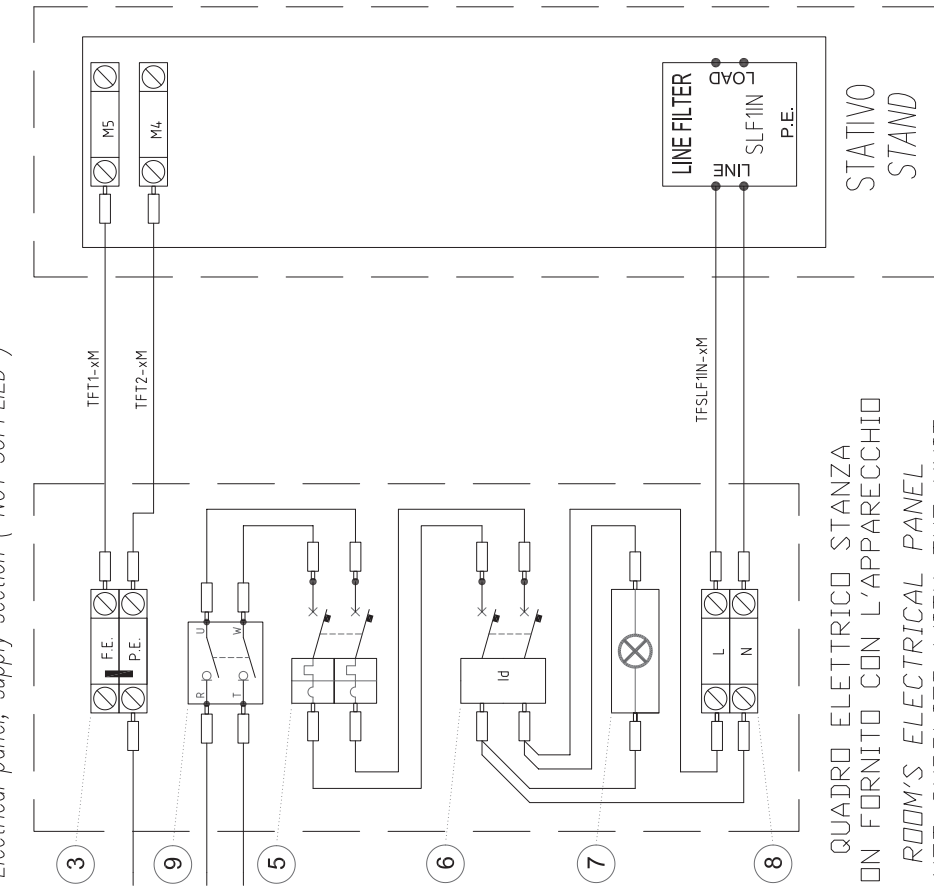 Electrical panel, supply section ( NOT SUPPLIED )
M5
M4
LINE FILTER
LINE
LOAD
SLF1IN
P.E.
STATIVO
STAND
TFT1-xM
TFT2-xM
TFSLF1IN-xM
F.E.
P.E.
R
U
T
W
Id
L
N
3
9
5
6
7
8
QUADRO ELETTRICO STANZA
ON FORNITO CON L'APPARECCHIO
ROOM'S ELECTRICAL PANEL